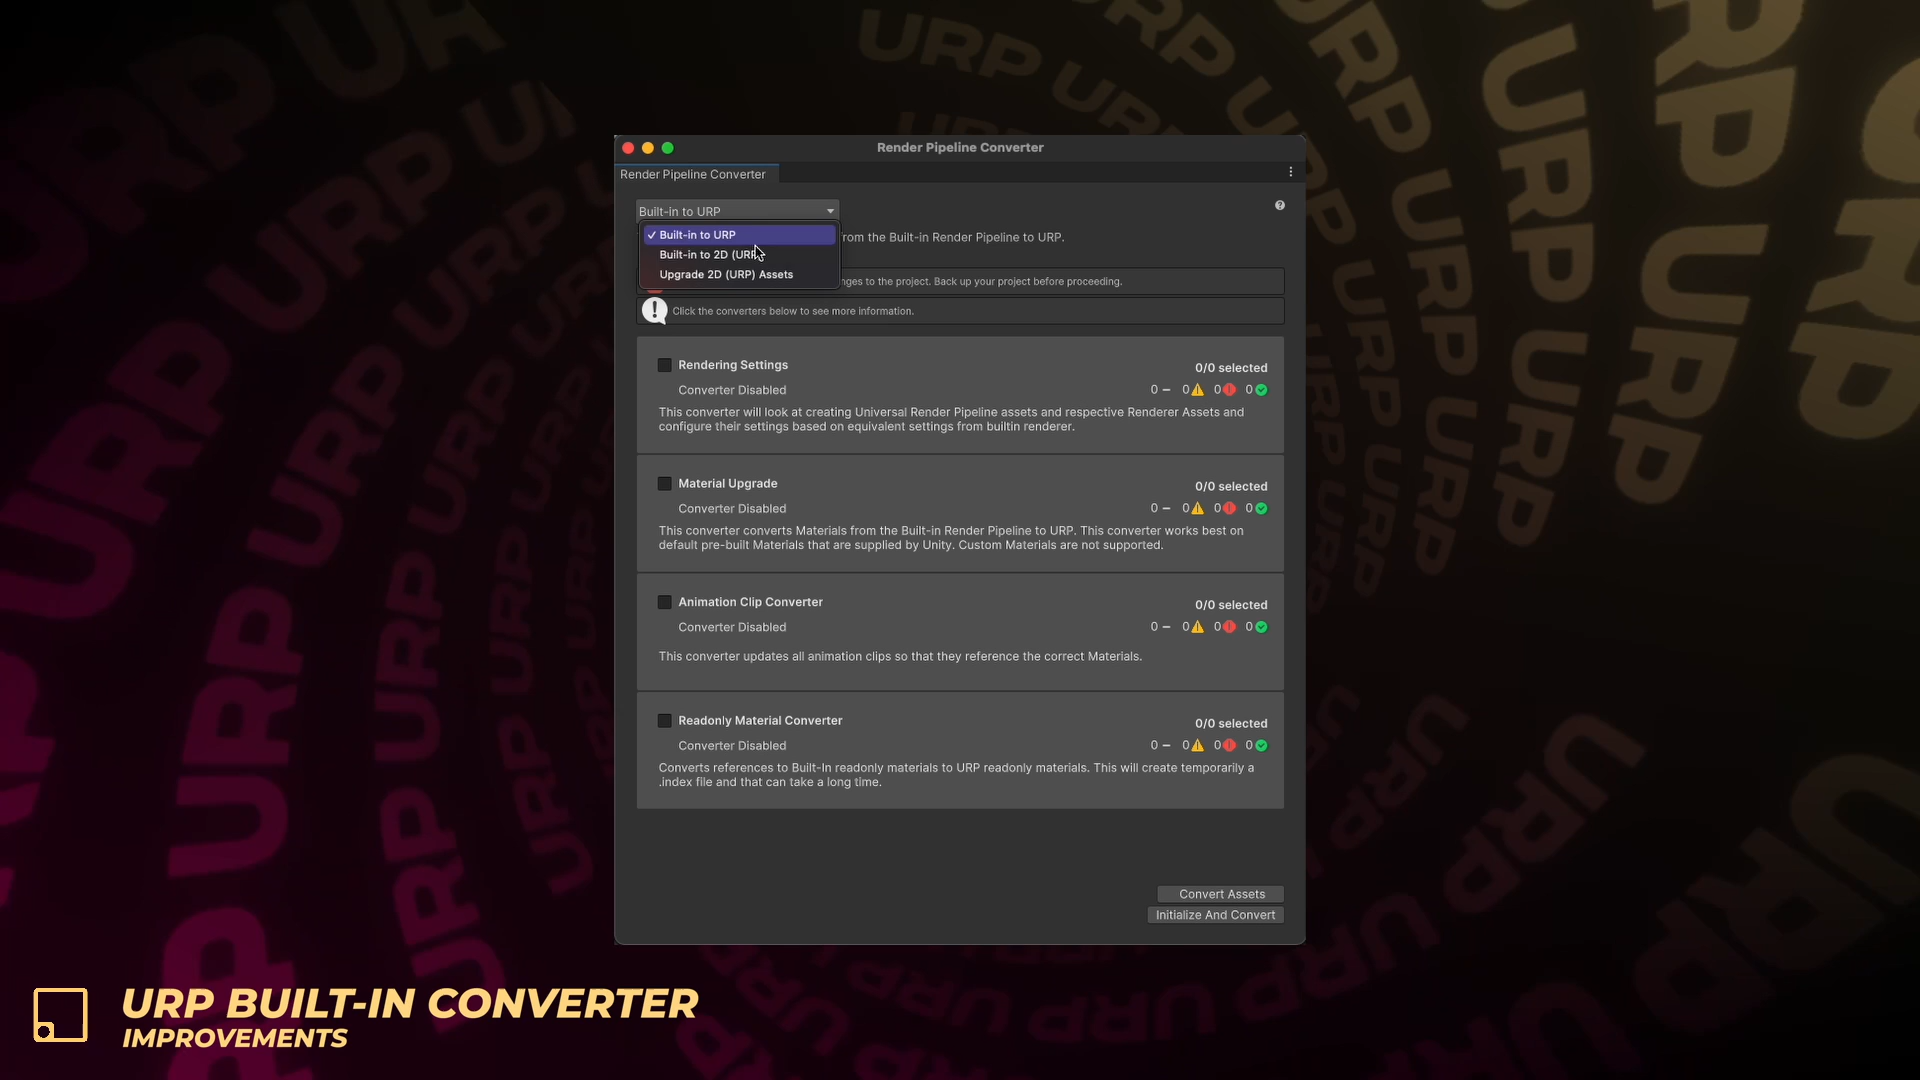 Render Pipeline Converter
Render Pipeline Converter
Built-in to URP
✓ Built-in to URP
from the Built-in Render Pipeline to URP.
Built-in to 2D (URP
Upgrade 2D (URP) Assets
nges to the project. Back up your project before proceeding.
Click the converters below to see more information.
Rendering Settings
0/0 selected
Converter Disabled
0 – 0 0 0
This converter will look at creating Universal Render Pipeline assets and respective Renderer Assets and
configure their settings based on equivalent settings from builtin renderer.
Material Upgrade
0/0 selected
Converter Disabled
0 – 0 0 0
This converter converts Materials from the Built-in Render Pipeline to URP. This converter works best on
default pre-built Materials that are supplied by Unity. Custom Materials are not supported.
Animation Clip Converter
0/0 selected
Converter Disabled
0 – 0 0 0
This converter updates all animation clips so that they reference the correct Materials.
Readonly Material Converter
0/0 selected
Converter Disabled
0 – 0 0 0
Converts references to Built-In readonly materials to URP readonly materials. This will create temporarily a
.index file and that can take a long time.
Convert Assets
Initialize And Convert
URP BUILT-IN CONVERTER
IMPROVEMENTS